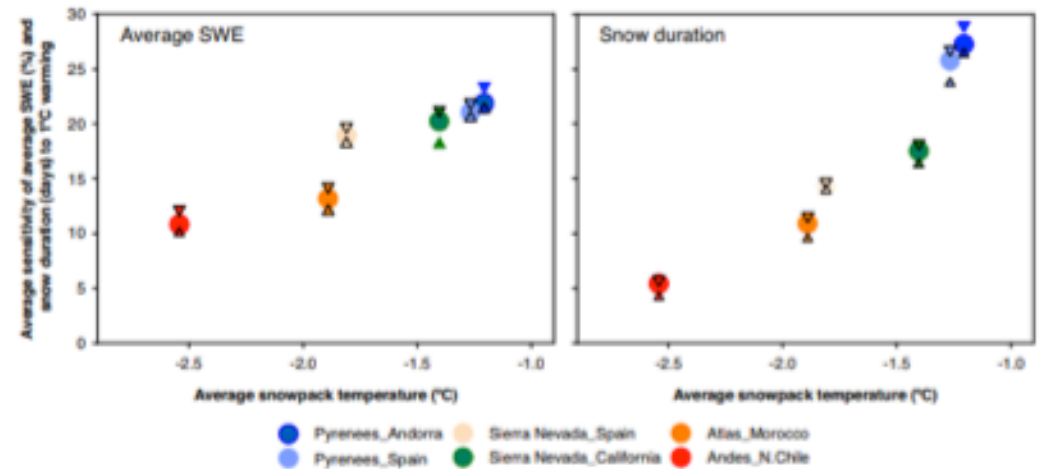 Average sensitivity of average SWE (%) and
snow duration (days) to 1°C warming
Average SWE
Snow duration
30
25
20
15
10
5
0
-2.5
-2.0
-1.5
-1.0
-2.5
-2.0
-1.5
-1.0
Average snowpack temperature (ºC)
Average snowpack temperature (ºC)
Pyrenees_Andorra
Sierra Nevada_Spain
Atlas_Morocco
Pyrenees_Spain
Sierra Nevada_California
Andes_N.Chile